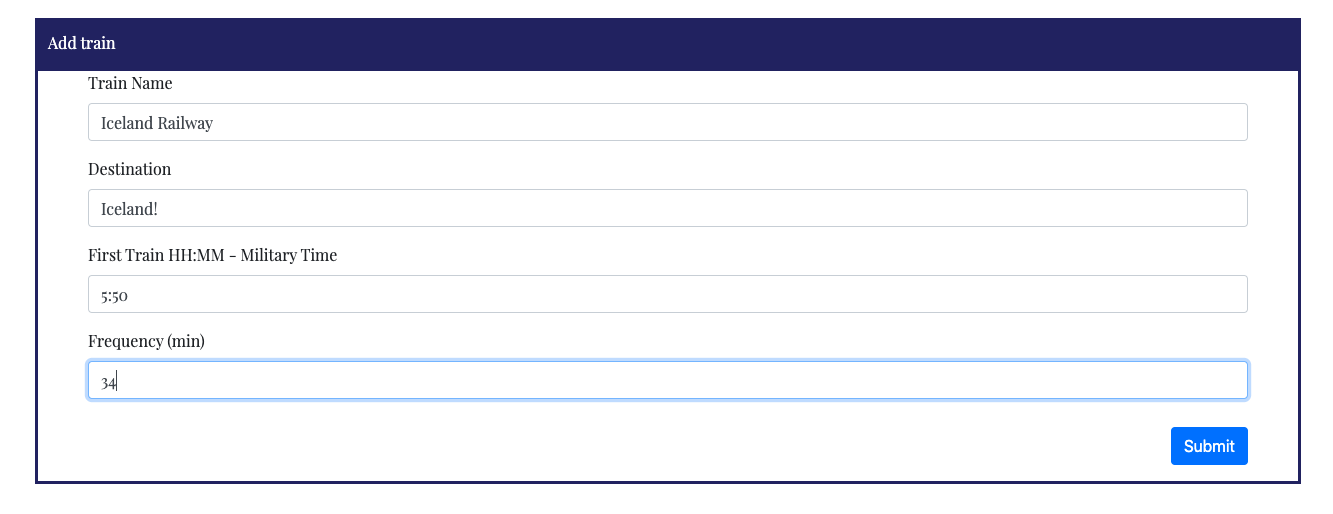 Add train
Train Name
Iceland Railway
Destination
Iceland!
First Train HH:MM - Military Time
5:50
Frequency (min)
34
Submit